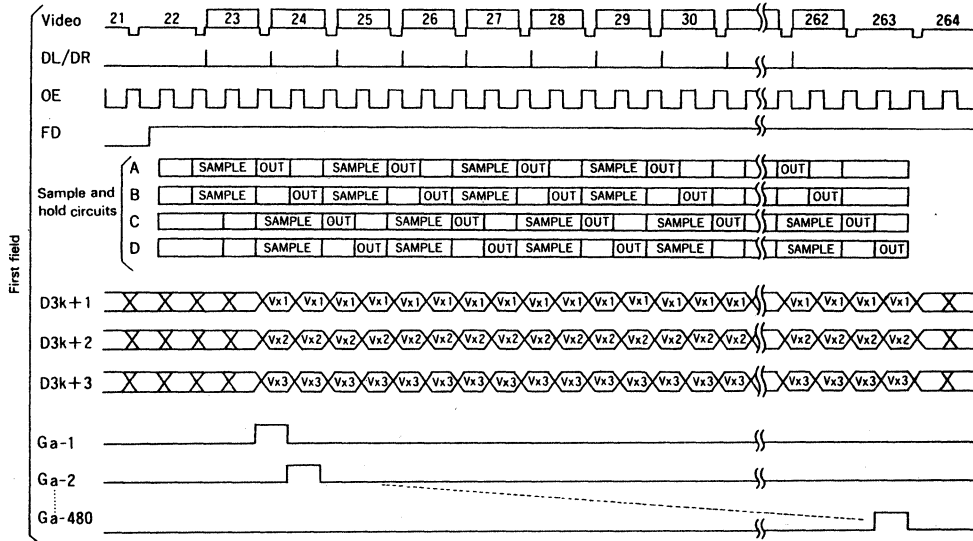 Video 21 22 23 24 25 26 27 28 29 30 262 263 264
DL/DR
OE
FD
First field
Sample and hold circuits
A SAMPLE OUT SAMPLE OUT SAMPLE OUT SAMPLE OUT OUT
B SAMPLE OUT SAMPLE OUT SAMPLE OUT SAMPLE OUT OUT
C SAMPLE OUT SAMPLE OUT SAMPLE OUT SAMPLE OUT
D SAMPLE OUT SAMPLE OUT SAMPLE OUT SAMPLE SAMPLE OUT
D3k+1 Vx1 Vx1 Vx1 Vx1 Vx1 Vx1 Vx1 Vx1 Vx1 Vx1 Vx1 Vx1 Vx1 Vx1 Vx1 Vx1 Vx1 Vx1 Vx1
D3k+2 Vx2 Vx2 Vx2 Vx2 Vx2 Vx2 Vx2 Vx2 Vx2 Vx2 Vx2 Vx2 Vx2 Vx2 Vx2 Vx2 Vx2 Vx2 Vx2
D3k+3 Vx3 Vx3 Vx3 Vx3 Vx3 Vx3 Vx3 Vx3 Vx3 Vx3 Vx3 Vx3 Vx3 Vx3 Vx3 Vx3 Vx3 Vx3 Vx3
Ga-1
Ga-2
Ga-480